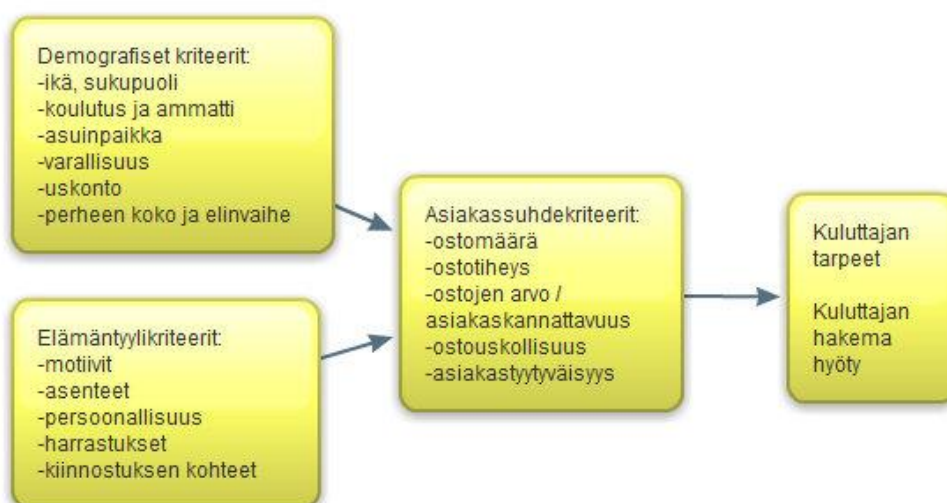 Demografiset kriteerit:
-ikä, sukupuoli
-koulutus ja ammatti
-asuinpaikka
-varallisuus
-uskonto
-perheen koko ja elinvaihe
Elämäntyylikriteerit:
-motiivit
-asenteet
-persoonallisuus
-harrastukset
-kiinnostuksen kohteet
Asiakassuhdekriteerit:
-ostomäärä
-ostotiheys
-ostojen arvo /
asiakaskannattavuus
-ostouskollisuus
-asiakastyytyväisyys
Kuluttajan
tarpeet
Kuluttajan
hakema
hyöty